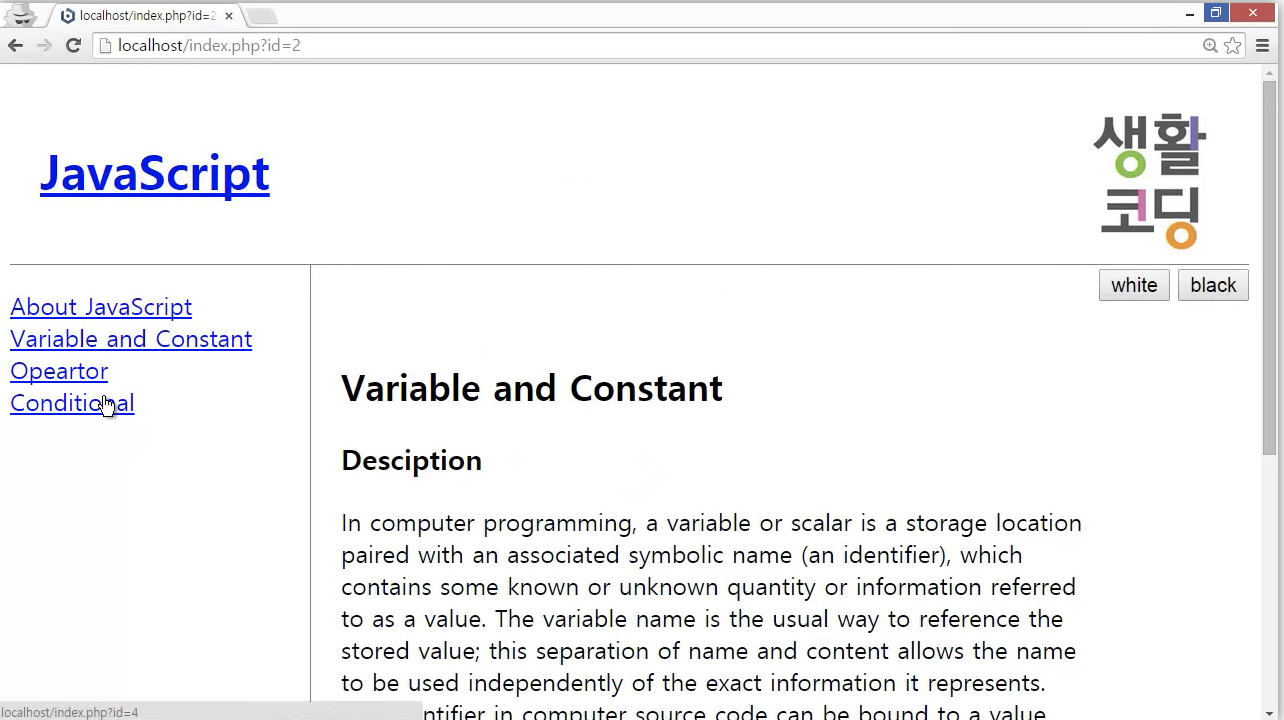 localhost/index.php?id=2
localhost/index.php?id=2
JavaScript
생활
코딩
white
black
About JavaScript
Variable and Constant
Opeartor
Conditional
Variable and Constant
Desciption
In computer programming, a variable or scalar is a storage location
paired with an associated symbolic name (an identifier), which
contains some known or unknown quantity or information referred
to as a value. The variable name is the usual way to reference the
stored value; this separation of name and content allows the name
to be used independently of the exact information it represents.
in computer source code can be bound to a value
localhost/index.php?id=4